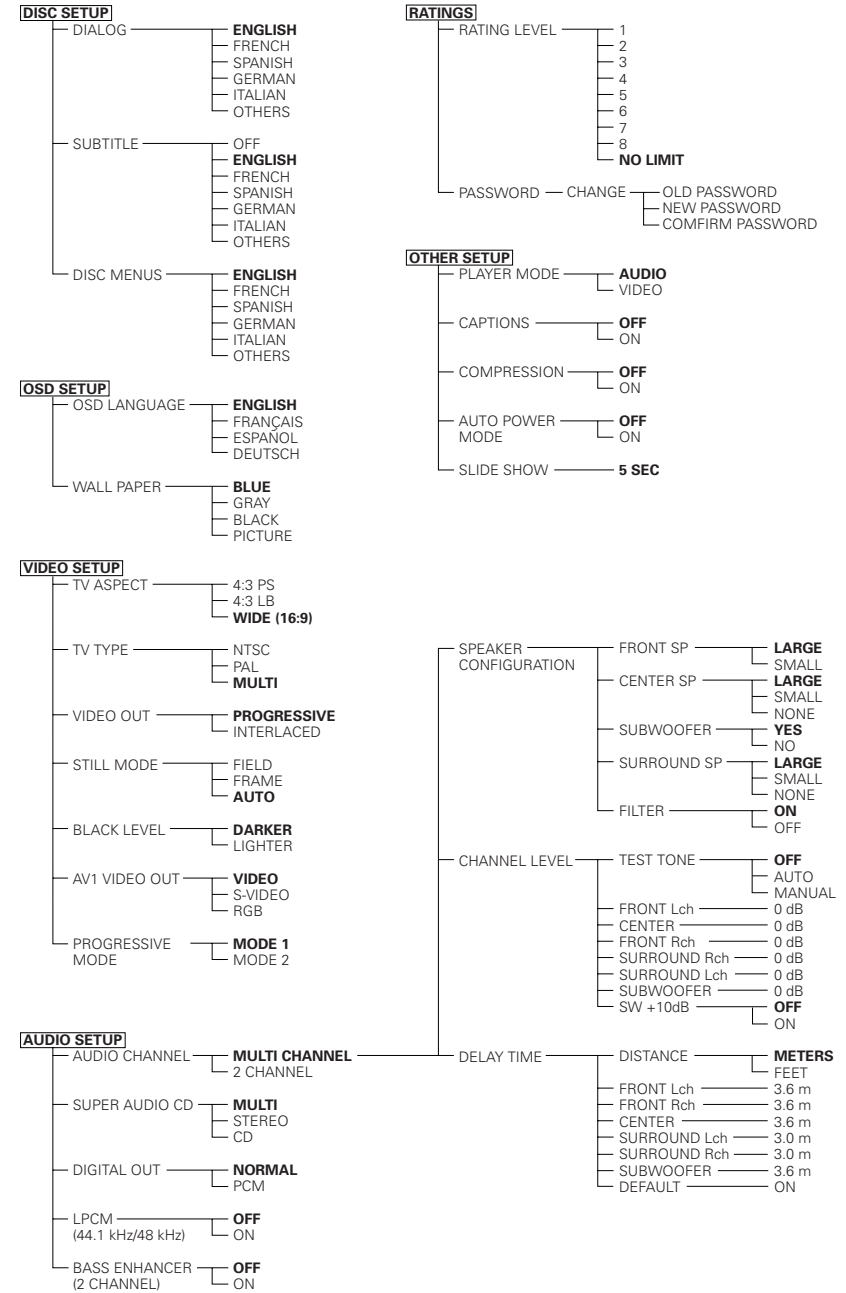 DISC SETUP
DIALOG
ENGLISH
FRENCH
SPANISH
GERMAN
ITALIAN
OTHERS
SUBTITLE
OFF
ENGLISH
FRENCH
SPANISH
GERMAN
ITALIAN
OTHERS
DISC MENUS
ENGLISH
FRENCH
SPANISH
GERMAN
ITALIAN
OTHERS
OSD SETUP
OSD LANGUAGE
ENGLISH
FRANÇAIS
ESPAÑOL
DEUTSCH
WALL PAPER
BLUE
GRAY
BLACK
PICTURE
VIDEO SETUP
TV ASPECT
4:3 PS
4:3 LB
WIDE (16:9)
TV TYPE
NTSC
PAL
MULTI
VIDEO OUT
PROGRESSIVE
INTERLACED
STILL MODE
FIELD
FRAME
AUTO
BLACK LEVEL
DARKER
LIGHTER
AV1 VIDEO OUT
VIDEO
S-VIDEO
RGB
PROGRESSIVE
MODE
MODE 1
MODE 2
AUDIO SETUP
AUDIO CHANNEL
MULTI CHANNEL
2 CHANNEL
SUPER AUDIO CD
MULTI
STEREO
CD
DIGITAL OUT
NORMAL
PCM
LPCM
(44.1 kHz/48 kHz)
OFF
ON
BASS ENHANCER
(2 CHANNEL)
OFF
ON
RATINGS
RATING LEVEL
1
2
3
4
5
6
7
8
NO LIMIT
PASSWORD
CHANGE
OLD PASSWORD
NEW PASSWORD
COMFIRM PASSWORD
OTHER SETUP
PLAYER MODE
AUDIO
VIDEO
CAPTIONS
OFF
ON
COMPRESSION
OFF
ON
AUTO POWER
MODE
OFF
ON
SLIDE SHOW
5 SEC
SPEAKER
CONFIGURATION
FRONT SP
LARGE
SMALL
CENTER SP
LARGE
SMALL
NONE
SUBWOOFER
YES
NO
SURROUND SP
LARGE
SMALL
NONE
FILTER
ON
OFF
CHANNEL LEVEL
TEST TONE
OFF
AUTO
MANUAL
FRONT Lch
0 dB
CENTER
0 dB
FRONT Rch
0 dB
SURROUND Rch
0 dB
SURROUND Lch
0 dB
SUBWOOFER
0 dB
SW +10dB
OFF
ON
DELAY TIME
DISTANCE
METERS
FEET
FRONT Lch
3.6 m
FRONT Rch
3.6 m
CENTER
3.6 m
SURROUND Lch
3.0 m
SURROUND Rch
3.0 m
SUBWOOFER
3.6 m
DEFAULT
ON